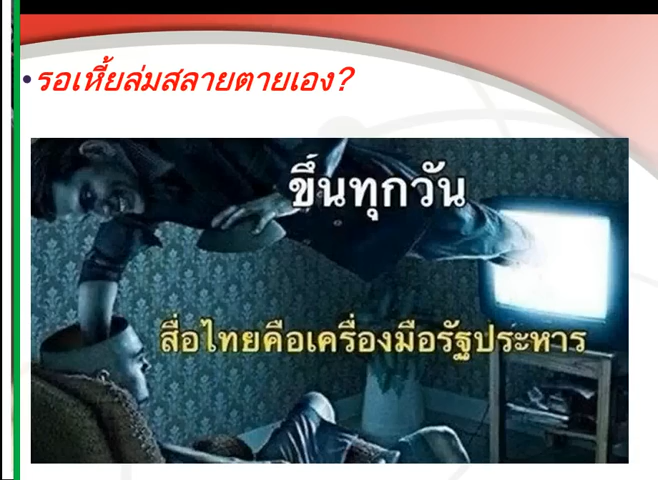 • รอเหี้ยล่มสลายตายเอง?
ขึ้นทุกวัน
สื่อไทยคือเครื่องมือรัฐประหาร